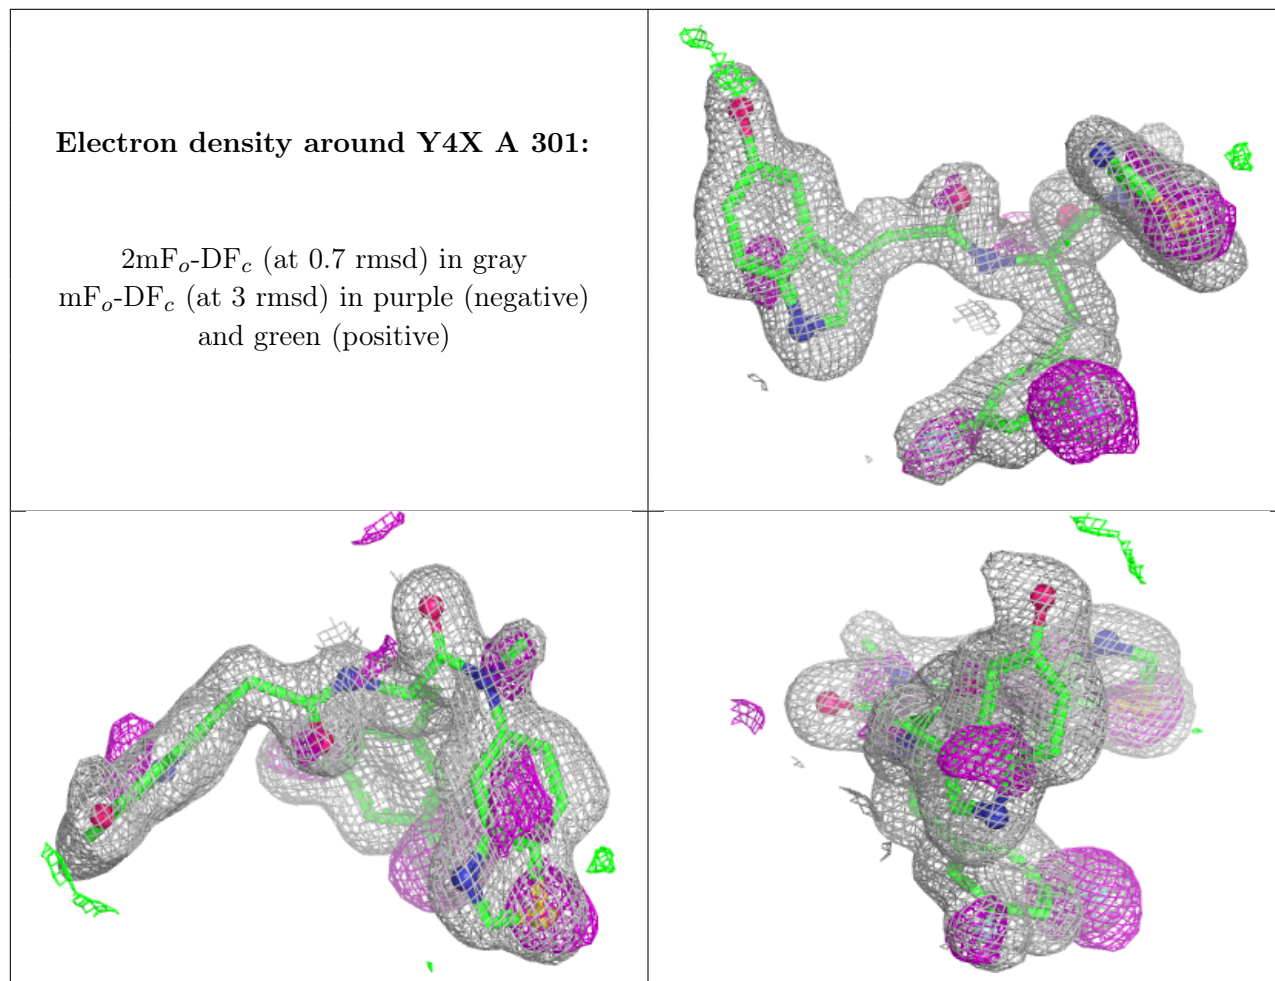 Electron density around Y4X A 301:
2mFo-DFc (at 0.7 rmsd) in gray
mFo-DFc (at 3 rmsd) in purple (negative)
and green (positive)